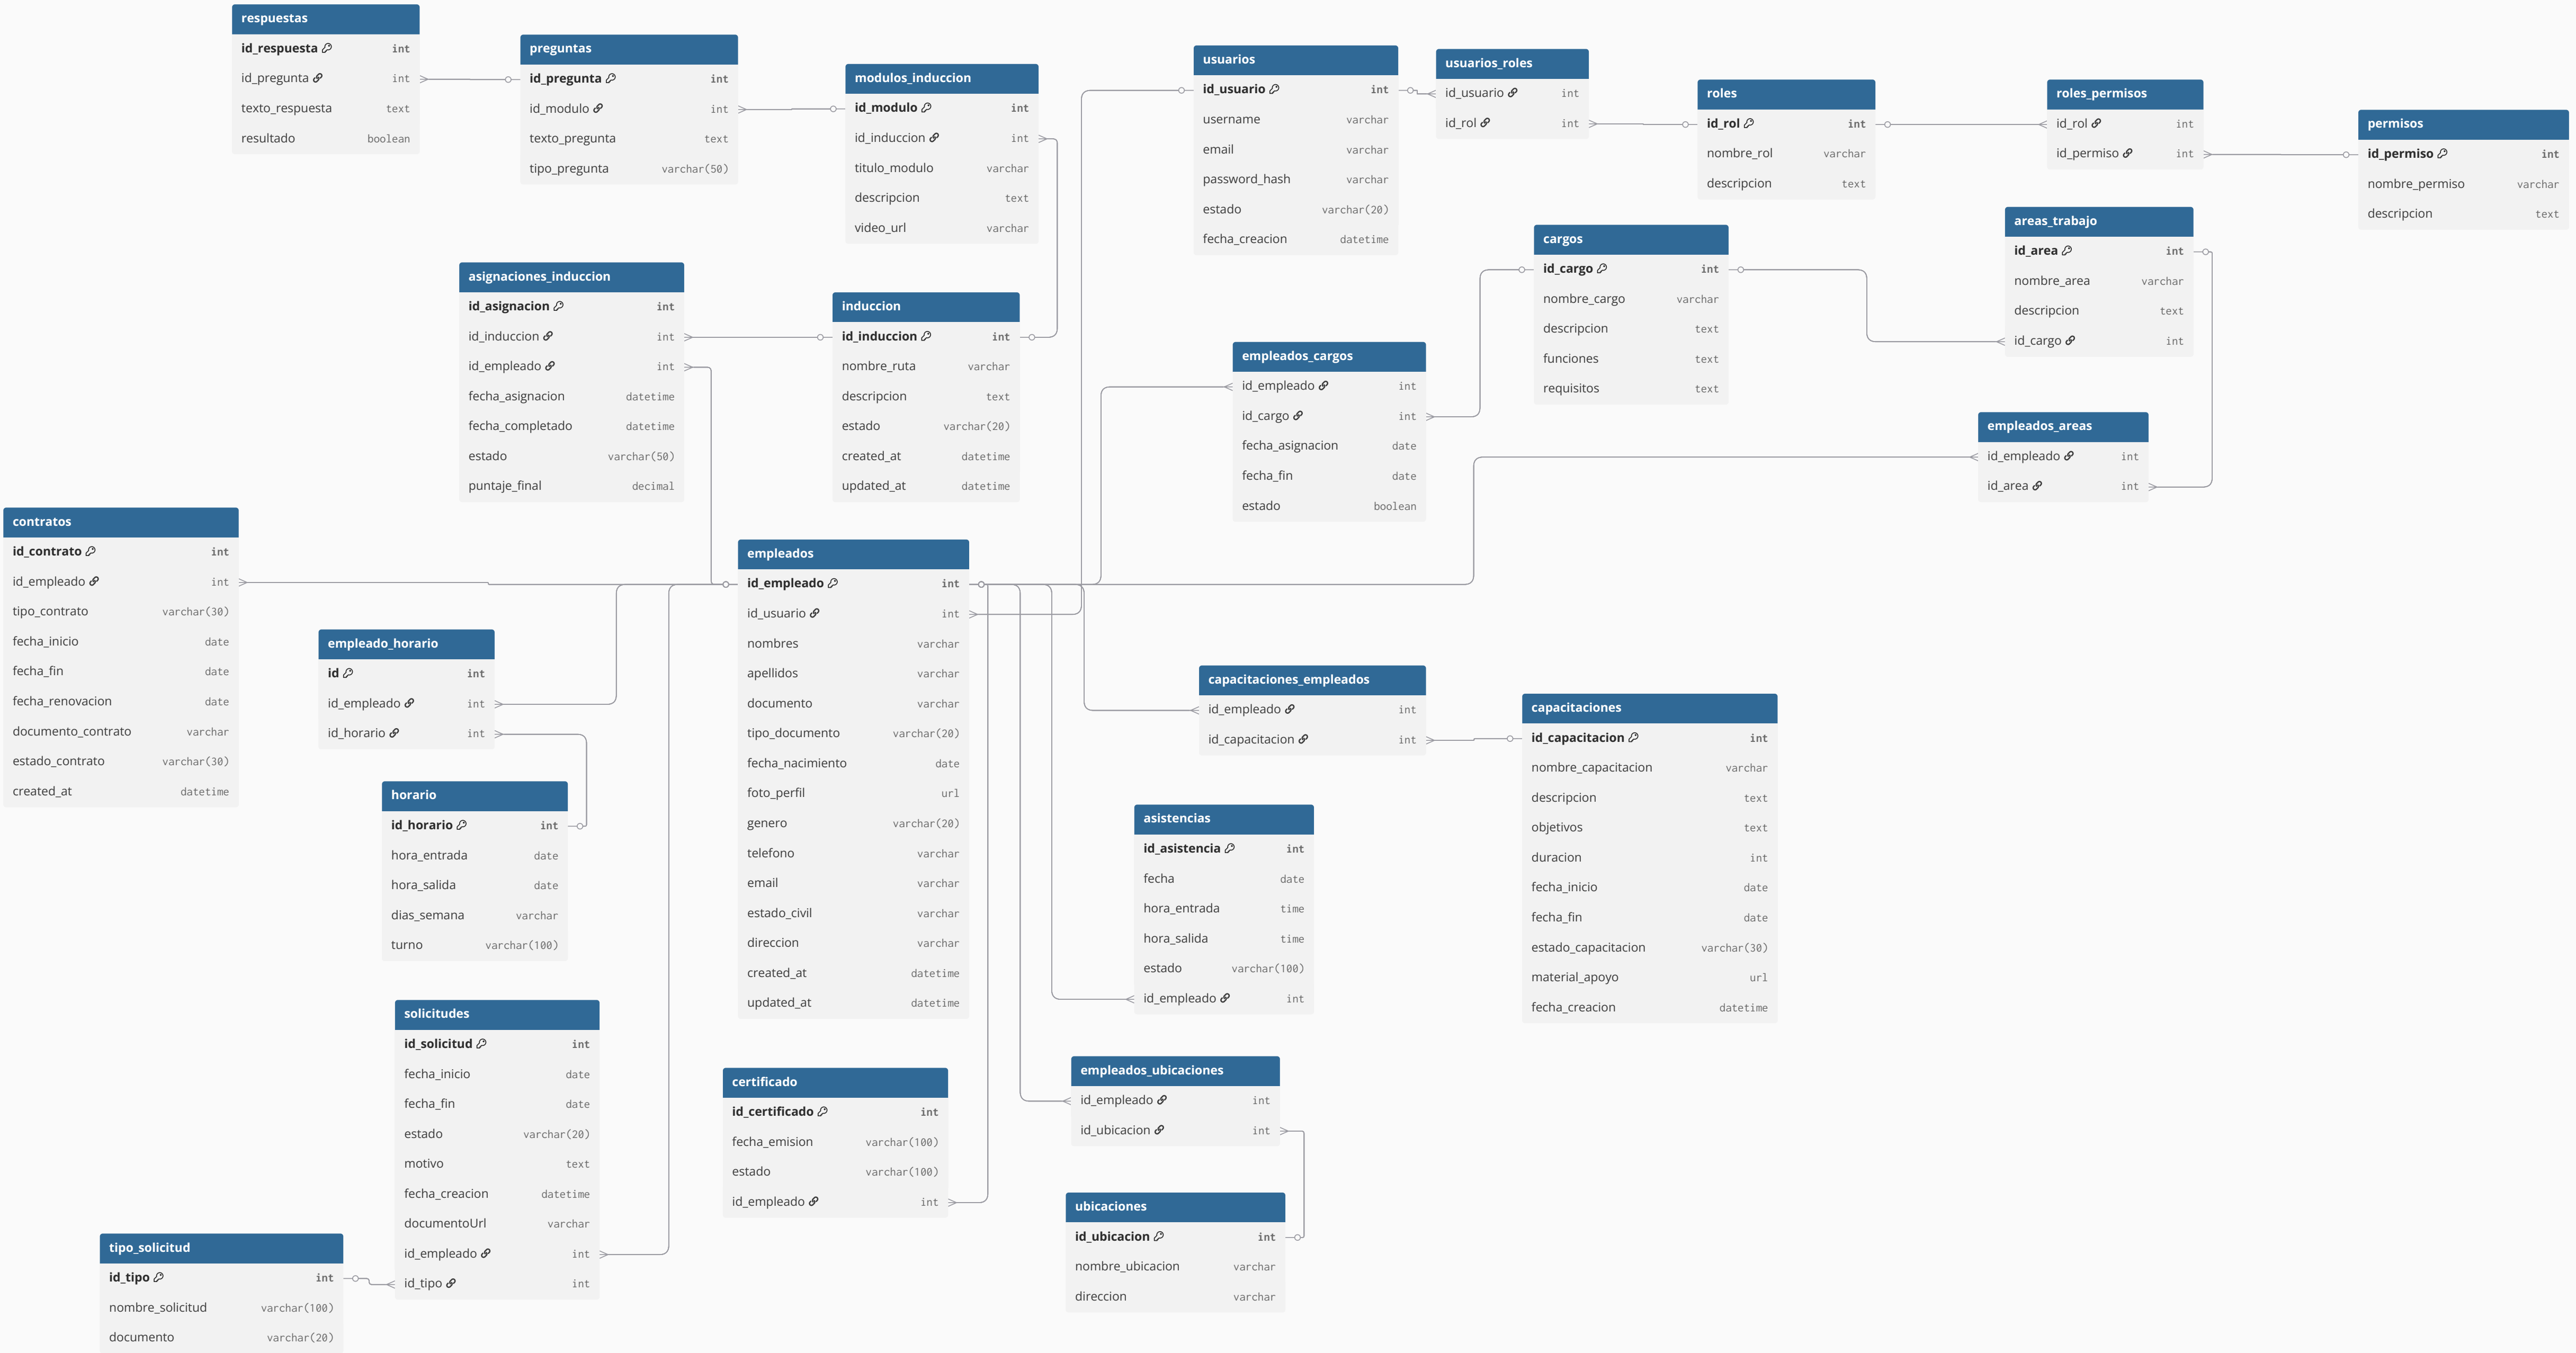 respuestas
id_respuesta int
id_pregunta int
texto_respuesta text
resultado boolean
preguntas
id_pregunta int
id_modulo int
texto_pregunta text
tipo_pregunta varchar(50)
modulos_induccion
id_modulo int
id_induccion int
titulo_modulo varchar
descripcion text
video_url varchar
usuarios
id_usuario int
username varchar
email varchar
password_hash varchar
estado varchar(20)
fecha_creacion datetime
usuarios_roles
id_usuario int
id_rol int
roles
id_rol int
nombre_rol varchar
descripcion text
roles_permisos
id_rol int
id_permiso int
permisos
id_permiso int
nombre_permiso varchar
descripcion text
asignaciones_induccion
id_asignacion int
id_induccion int
id_empleado int
fecha_asignacion datetime
fecha_completado datetime
estado varchar(50)
puntaje_final decimal
induccion
id_induccion int
nombre_ruta varchar
descripcion text
estado varchar(20)
created_at datetime
updated_at datetime
empleados_cargos
id_empleado int
id_cargo int
fecha_asignacion date
fecha_fin date
estado boolean
cargos
id_cargo int
nombre_cargo varchar
descripcion text
funciones text
requisitos text
areas_trabajo
id_area int
nombre_area varchar
descripcion text
id_cargo int
empleados_areas
id_empleado int
id_area int
contratos
id_contrato int
id_empleado int
tipo_contrato varchar(30)
fecha_inicio date
fecha_fin date
fecha_renovacion date
documento_contrato varchar
estado_contrato varchar(30)
created_at datetime
empleado_horario
id int
id_empleado int
id_horario int
horario
id_horario int
hora_entrada date
hora_salida date
dias_semana varchar
turno varchar(100)
empleados
id_empleado int
id_usuario int
nombres varchar
apellidos varchar
documento varchar
tipo_documento varchar(20)
fecha_nacimiento date
foto_perfil url
genero varchar(20)
telefono varchar
email varchar
estado_civil varchar
direccion varchar
created_at datetime
updated_at datetime
capacitaciones_empleados
id_empleado int
id_capacitacion int
capacitaciones
id_capacitacion int
nombre_capacitacion varchar
descripcion text
objetivos text
duracion int
fecha_inicio date
fecha_fin date
estado_capacitacion varchar(30)
material_apoyo url
fecha_creacion datetime
asistencias
id_asistencia int
fecha date
hora_entrada time
hora_salida time
estado varchar(100)
id_empleado int
solicitudes
id_solicitud int
fecha_inicio date
fecha_fin date
estado varchar(20)
motivo text
fecha_creacion datetime
documentoUrl varchar
id_empleado int
id_tipo int
certificado
id_certificado int
fecha_emision varchar(100)
estado varchar(100)
id_empleado int
empleados_ubicaciones
id_empleado int
id_ubicacion int
ubicaciones
id_ubicacion int
nombre_ubicacion varchar
direccion varchar
tipo_solicitud
id_tipo int
nombre_solicitud varchar(100)
documento varchar(20)